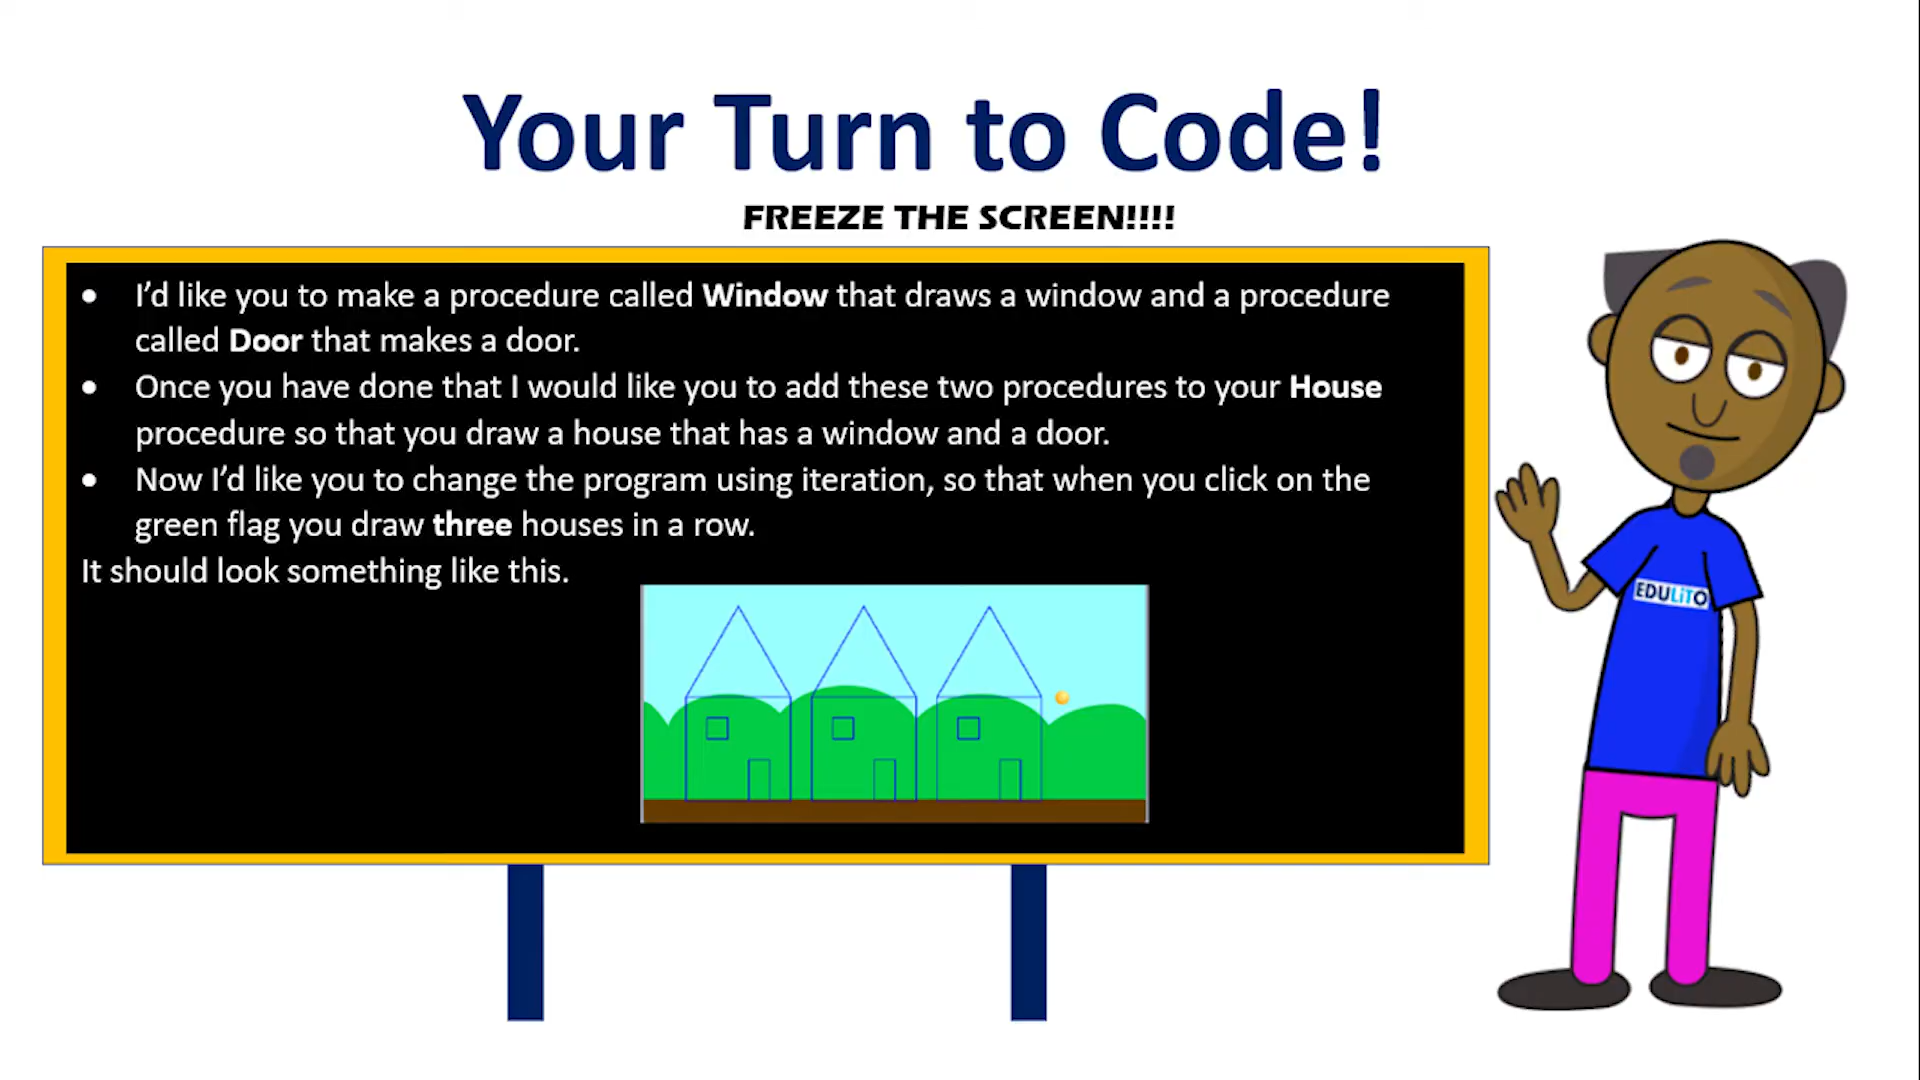 Your Turn to Code!
FREEZE THE SCREEN!!!!
• I’d like you to make a procedure called Window that draws a window and a procedure
called Door that makes a door.
• Once you have done that I would like you to add these two procedures to your House
procedure so that you draw a house that has a window and a door.
• Now I’d like you to change the program using iteration, so that when you click on the
green flag you draw three houses in a row.
It should look something like this.
EDULiTO